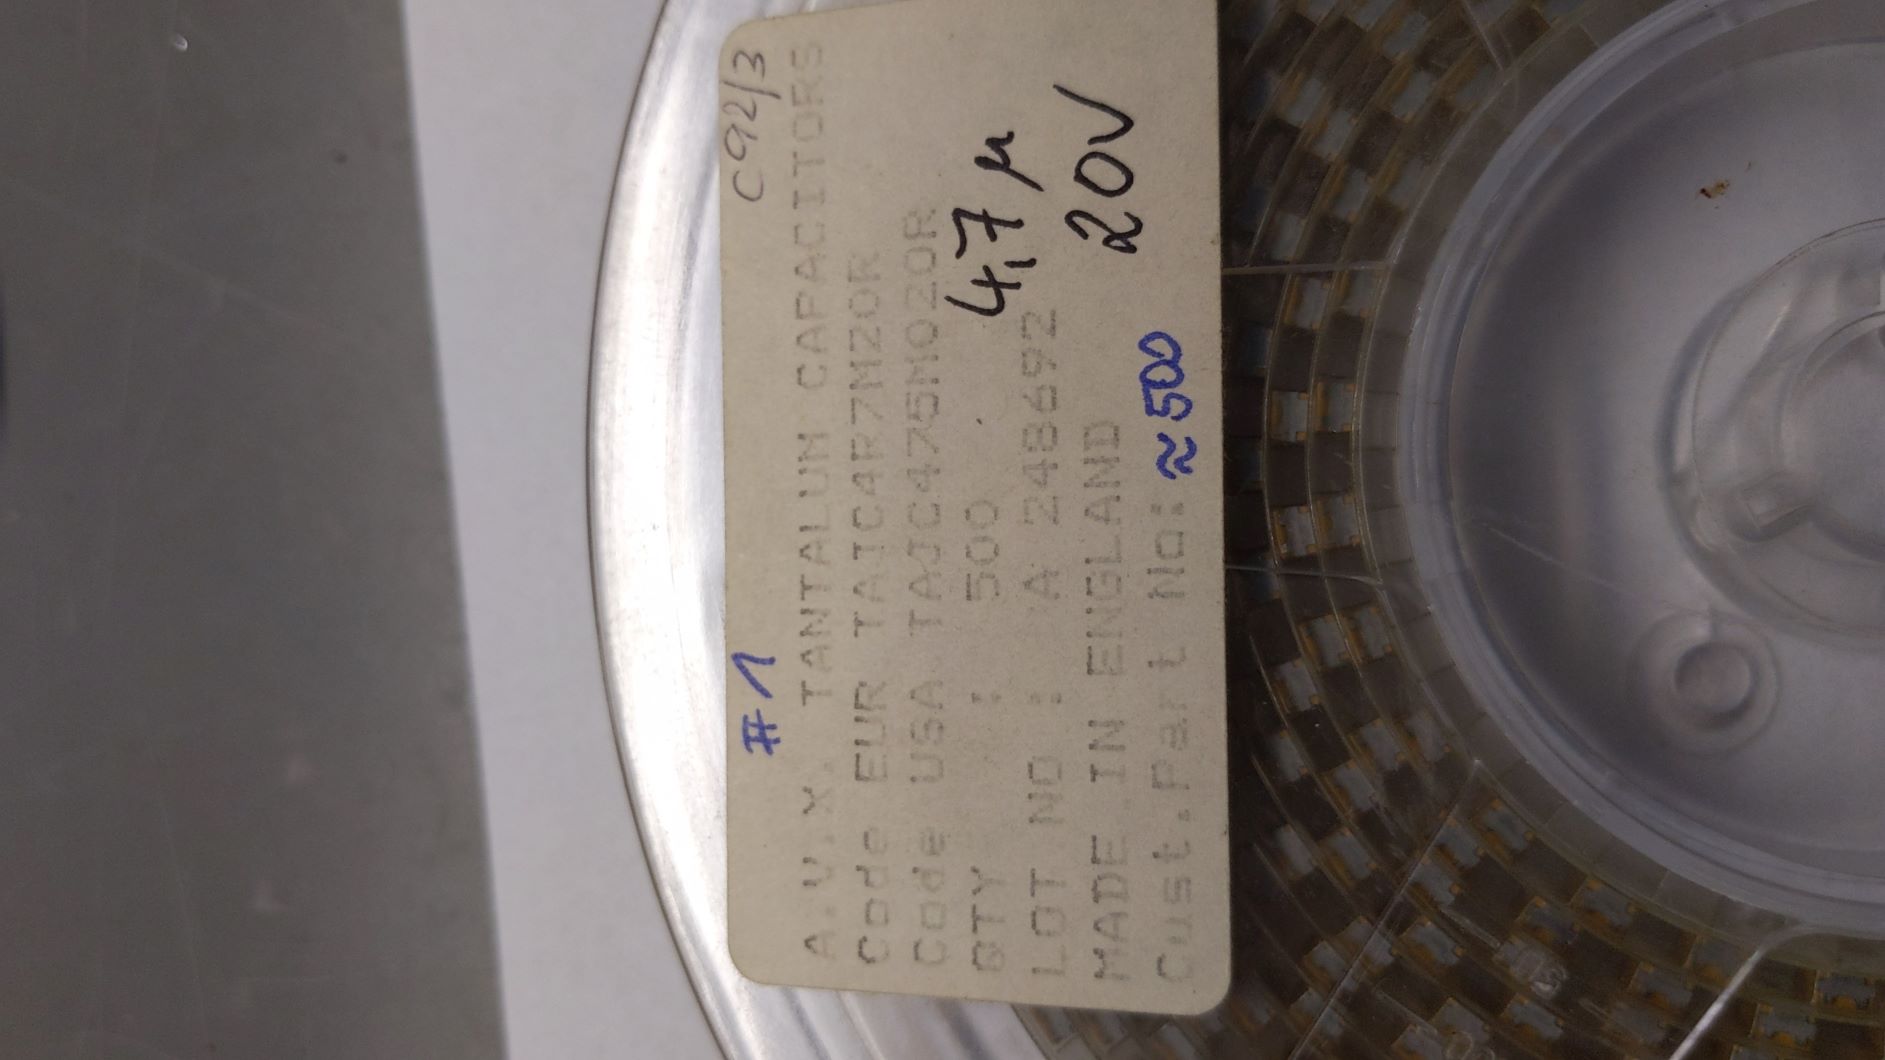 #1 C92/3
A.V.X. TANTALUM CAPACITORS
Code EUR TAJC4R7M20R
Code USA TAJC475M020R
QTY : 500
4,7 µ
LOT NO : A 248692
20V
MADE IN ENGLAND
Cust.Part No: ≈500